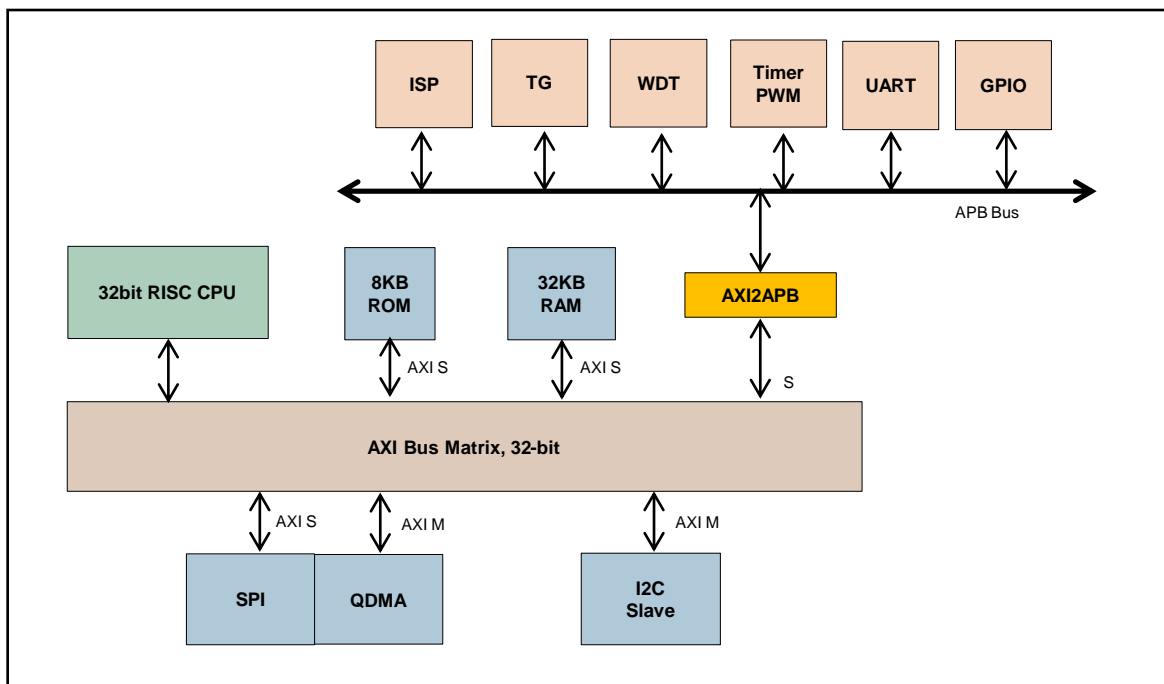 ISP
TG
WDT
Timer
PWM
UART
GPIO
APB Bus
32bit RISC CPU
8KB
ROM
32KB
RAM
AXI2APB
AXI S
AXI S
S
AXI Bus Matrix, 32-bit
AXI S
AXI M
AXI M
SPI
QDMA
I2C
Slave